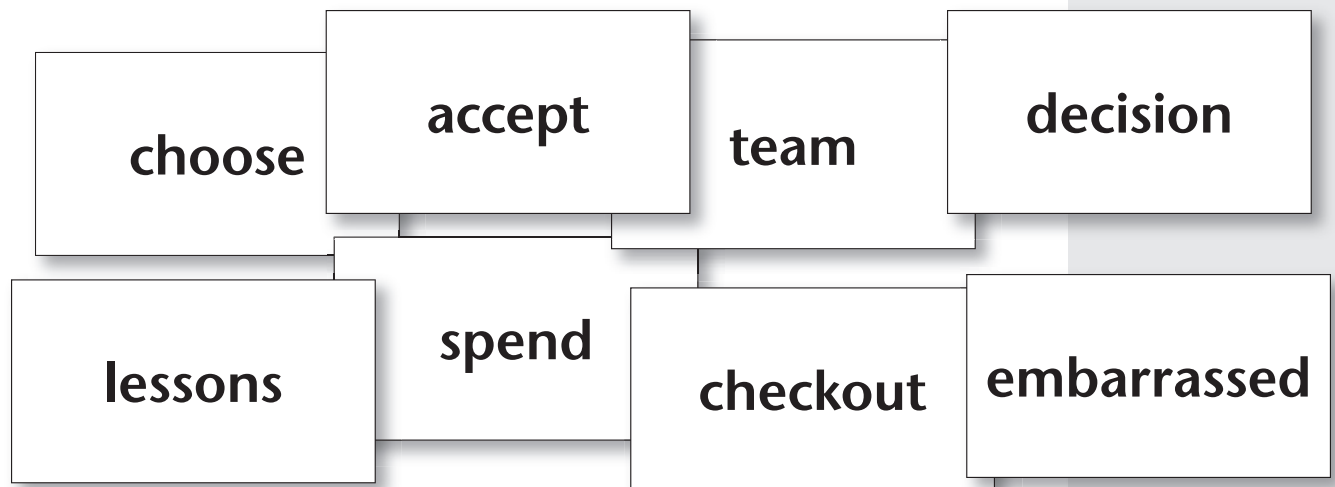 choose
accept
team
decision
lessons
spend
checkout
embarrassed